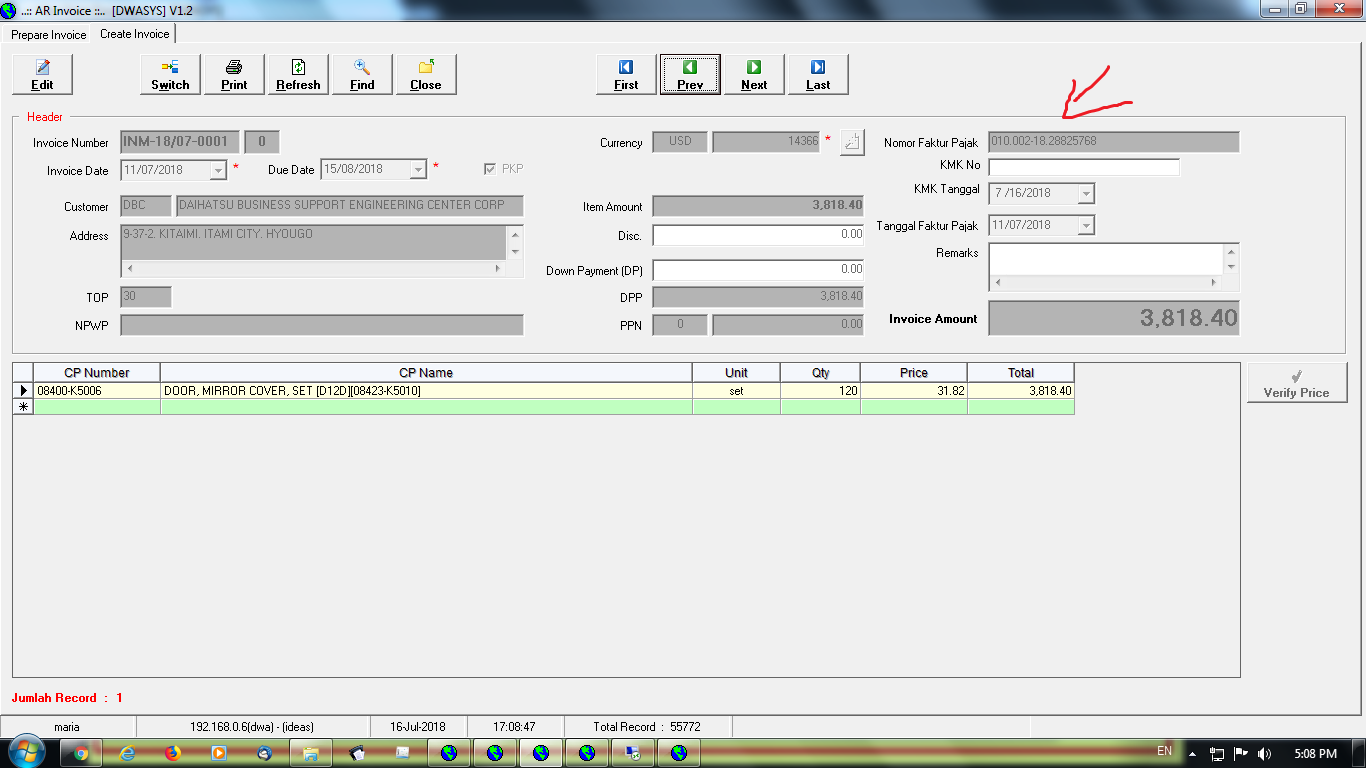 ..:: AR Invoice ::.. [DWASYS] V1.2
Prepare Invoice Create Invoice
Edit Switch Print Refresh Find Close First Prev Next Last
Header
Invoice Number INM-18/07-0001 0 Currency USD 14366 * Nomor Faktur Pajak 010.002-18.28825768
KMK No
Invoice Date 11/07/2018 * Due Date 15/08/2018 * PKP
KMK Tanggal 7 /16/2018
Customer DBC DAIHATSU BUSINESS SUPPORT ENGINEERING CENTER CORP Item Amount 3,818.40
Address 9-37-2. KITAIMI. ITAMI CITY. HYOUGO Disc. 0.00 Tanggal Faktur Pajak 11/07/2018
Remarks
Down Payment (DP) 0.00
TOP 30 DPP 3,818.40
NPWP PPN 0 0.00 Invoice Amount 3,818.40
CP Number CP Name Unit Qty Price Total
08400-K5006 DOOR, MIRROR COVER, SET [D12D][08423-K5010] set 120 31.82 3,818.40
Verify Price
Jumlah Record : 1
maria 192.168.0.6(dwa) - (ideas) 16-Jul-2018 17:08:47 Total Record : 55772
EN 5:08 PM